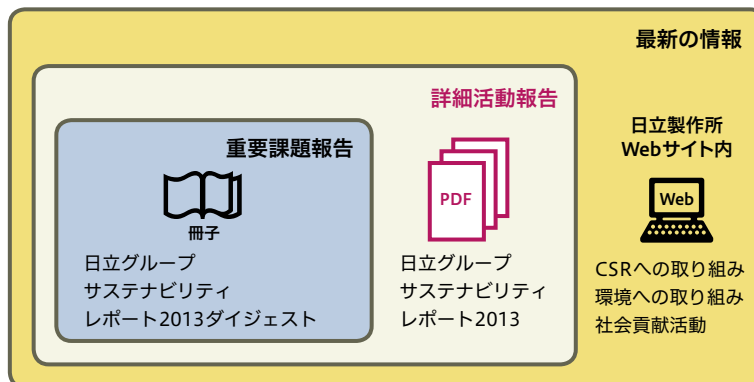 最新の情報
詳細活動報告
重要課題報告
冊子
日立グループ
サステナビリティ
レポート2013ダイジェスト
PDF
日立グループ
サステナビリティ
レポート2013
日立製作所
Webサイト内
Web
CSRへの取り組み
環境への取り組み
社会貢献活動